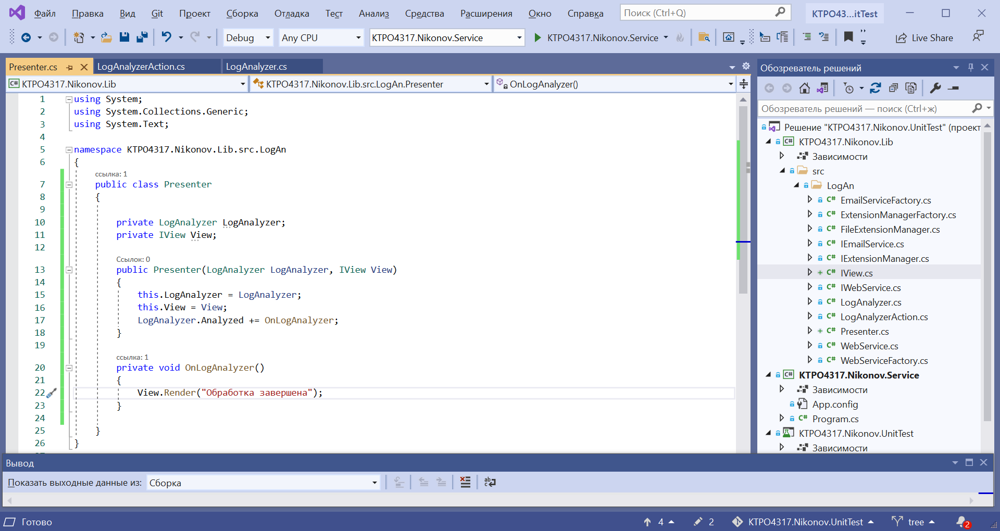 Файл Правка Вид Git Проект Сборка Отладка Тест Анализ Средства Расширения Окно Справка Поиск (Ctrl+Q) KTPO43...itTest
Debug Any CPU KTPO4317.Nikonov.Service KTPO4317.Nikonov.Service Live Share
Presenter.cs LogAnalyzerAction.cs LogAnalyzer.cs
C# KTPO4317.Nikonov.Lib KTPO4317.Nikonov.Lib.src.LogAn.Presenter OnLogAnalyzer()
1 using System;
2 using System.Collections.Generic;
3 using System.Text;
4
5 namespace KTPO4317.Nikonov.Lib.src.LogAn
6 {
ссылка: 1
7 public class Presenter
8 {
9
10 private LogAnalyzer LogAnalyzer;
11 private IView View;
12
Ссылок: 0
13 public Presenter(LogAnalyzer LogAnalyzer, IView View)
14 {
15 this.LogAnalyzer = LogAnalyzer;
16 this.View = View;
17 LogAnalyzer.Analyzed += OnLogAnalyzer;
18 }
19
ссылка: 1
20 private void OnLogAnalyzer()
21 {
22 View.Render("Обработка завершена");
23 }
24
25 }
26 }
Обозреватель решений
Обозреватель решений — поиск (Ctrl+ж)
Решение "KTPO4317.Nikonov.UnitTest" (проект
C# KTPO4317.Nikonov.Lib
Зависимости
src
LogAn
C# EmailServiceFactory.cs
C# ExtensionManagerFactory.cs
C# FileExtensionManager.cs
C# IEmailService.cs
C# IExtensionManager.cs
C# IView.cs
C# IWebService.cs
C# LogAnalyzer.cs
C# LogAnalyzerAction.cs
C# Presenter.cs
C# WebService.cs
C# WebServiceFactory.cs
C# KTPO4317.Nikonov.Service
Зависимости
App.config
C# Program.cs
KTPO4317.Nikonov.UnitTest
Зависимости
Вывод
Показать выходные данные из: Сборка
Готово 4 2 KTPO4317.Nikonov.UnitTest tree 2